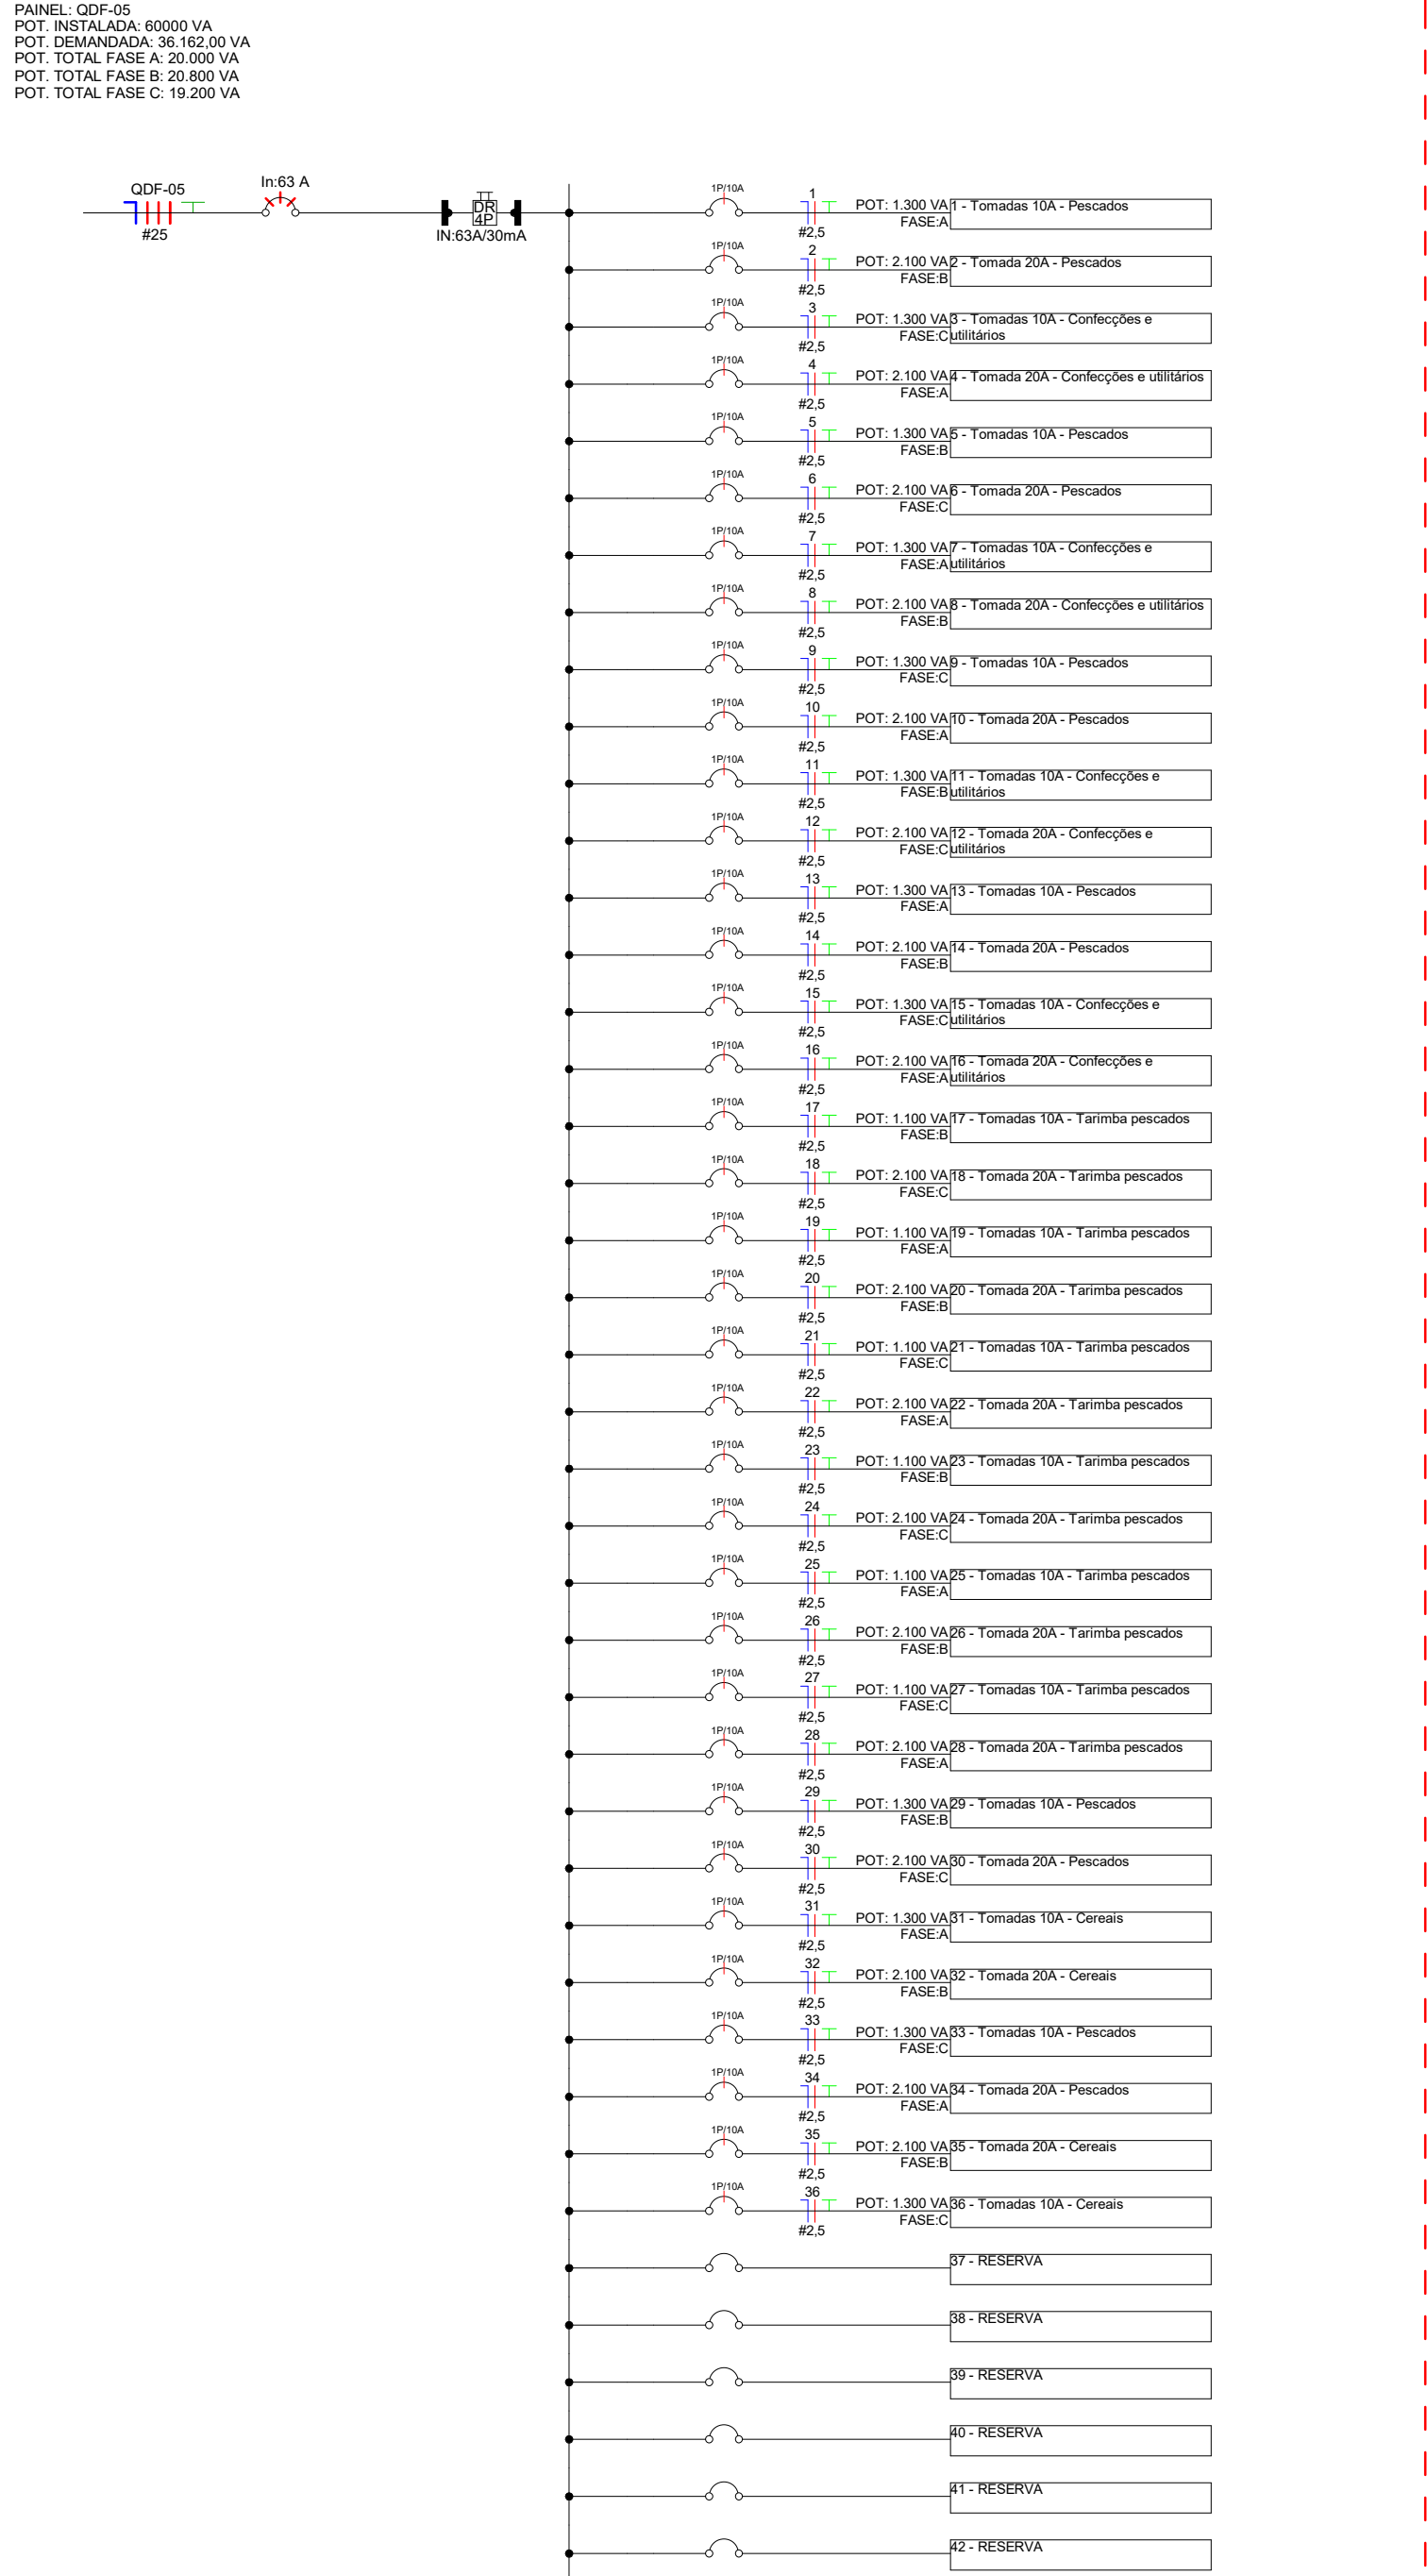 PAINEL: QDF-05
POT. INSTALADA: 60000 VA
POT. DEMANDADA: 36.162,00 VA
POT. TOTAL FASE A: 20.000 VA
POT. TOTAL FASE B: 20.800 VA
POT. TOTAL FASE C: 19.200 VA
QDF-05
#25
In:63 A
DR
4P
IN:63A/30mA
1P/10A
1
#2,5
POT: 1.300 VA
FASE:A
1 - Tomadas 10A - Pescados
1P/10A
2
#2,5
POT: 2.100 VA
FASE:B
2 - Tomada 20A - Pescados
1P/10A
3
#2,5
POT: 1.300 VA
FASE:C
3 - Tomadas 10A - Confecções e
utilitários
1P/10A
4
#2,5
POT: 2.100 VA
FASE:A
4 - Tomada 20A - Confecções e utilitários
1P/10A
5
#2,5
POT: 1.300 VA
FASE:B
5 - Tomadas 10A - Pescados
1P/10A
6
#2,5
POT: 2.100 VA
FASE:C
6 - Tomada 20A - Pescados
1P/10A
7
#2,5
POT: 1.300 VA
FASE:A
7 - Tomadas 10A - Confecções e
utilitários
1P/10A
8
#2,5
POT: 2.100 VA
FASE:B
8 - Tomada 20A - Confecções e utilitários
1P/10A
9
#2,5
POT: 1.300 VA
FASE:C
9 - Tomadas 10A - Pescados
1P/10A
10
#2,5
POT: 2.100 VA
FASE:A
10 - Tomada 20A - Pescados
1P/10A
11
#2,5
POT: 1.300 VA
FASE:B
11 - Tomadas 10A - Confecções e
utilitários
1P/10A
12
#2,5
POT: 2.100 VA
FASE:C
12 - Tomada 20A - Confecções e
utilitários
1P/10A
13
#2,5
POT: 1.300 VA
FASE:A
13 - Tomadas 10A - Pescados
1P/10A
14
#2,5
POT: 2.100 VA
FASE:B
14 - Tomada 20A - Pescados
1P/10A
15
#2,5
POT: 1.300 VA
FASE:C
15 - Tomadas 10A - Confecções e
utilitários
1P/10A
16
#2,5
POT: 2.100 VA
FASE:A
16 - Tomada 20A - Confecções e
utilitários
1P/10A
17
#2,5
POT: 1.100 VA
FASE:B
17 - Tomadas 10A - Tarimba pescados
1P/10A
18
#2,5
POT: 2.100 VA
FASE:C
18 - Tomada 20A - Tarimba pescados
1P/10A
19
#2,5
POT: 1.100 VA
FASE:A
19 - Tomadas 10A - Tarimba pescados
1P/10A
20
#2,5
POT: 2.100 VA
FASE:B
20 - Tomada 20A - Tarimba pescados
1P/10A
21
#2,5
POT: 1.100 VA
FASE:C
21 - Tomadas 10A - Tarimba pescados
1P/10A
22
#2,5
POT: 2.100 VA
FASE:A
22 - Tomada 20A - Tarimba pescados
1P/10A
23
#2,5
POT: 1.100 VA
FASE:B
23 - Tomadas 10A - Tarimba pescados
1P/10A
24
#2,5
POT: 2.100 VA
FASE:C
24 - Tomada 20A - Tarimba pescados
1P/10A
25
#2,5
POT: 1.100 VA
FASE:A
25 - Tomadas 10A - Tarimba pescados
1P/10A
26
#2,5
POT: 2.100 VA
FASE:B
26 - Tomada 20A - Tarimba pescados
1P/10A
27
#2,5
POT: 1.100 VA
FASE:C
27 - Tomadas 10A - Tarimba pescados
1P/10A
28
#2,5
POT: 2.100 VA
FASE:A
28 - Tomada 20A - Tarimba pescados
1P/10A
29
#2,5
POT: 1.300 VA
FASE:B
29 - Tomadas 10A - Pescados
1P/10A
30
#2,5
POT: 2.100 VA
FASE:C
30 - Tomada 20A - Pescados
1P/10A
31
#2,5
POT: 1.300 VA
FASE:A
31 - Tomadas 10A - Cereais
1P/10A
32
#2,5
POT: 2.100 VA
FASE:B
32 - Tomada 20A - Cereais
1P/10A
33
#2,5
POT: 1.300 VA
FASE:C
33 - Tomadas 10A - Pescados
1P/10A
34
#2,5
POT: 2.100 VA
FASE:A
34 - Tomada 20A - Pescados
1P/10A
35
#2,5
POT: 2.100 VA
FASE:B
35 - Tomada 20A - Cereais
1P/10A
36
#2,5
POT: 1.300 VA
FASE:C
36 - Tomadas 10A - Cereais
37 - RESERVA
38 - RESERVA
39 - RESERVA
40 - RESERVA
41 - RESERVA
42 - RESERVA